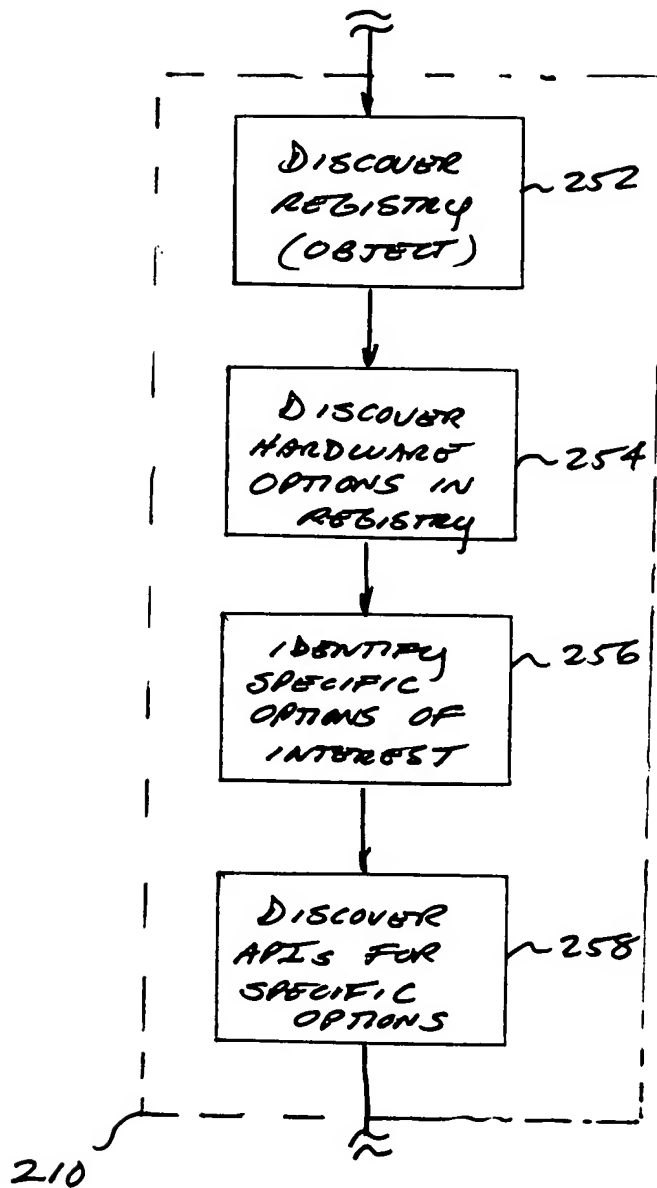 DISCOVER
REGISTRY
(OBJECT)
252
DISCOVER
HARDWARE
OPTIONS IN
REGISTRY
254
IDENTIFY
SPECIFIC
OPTIONS OF
INTEREST
256
DISCOVER
APIs FOR
SPECIFIC
OPTIONS
258
210